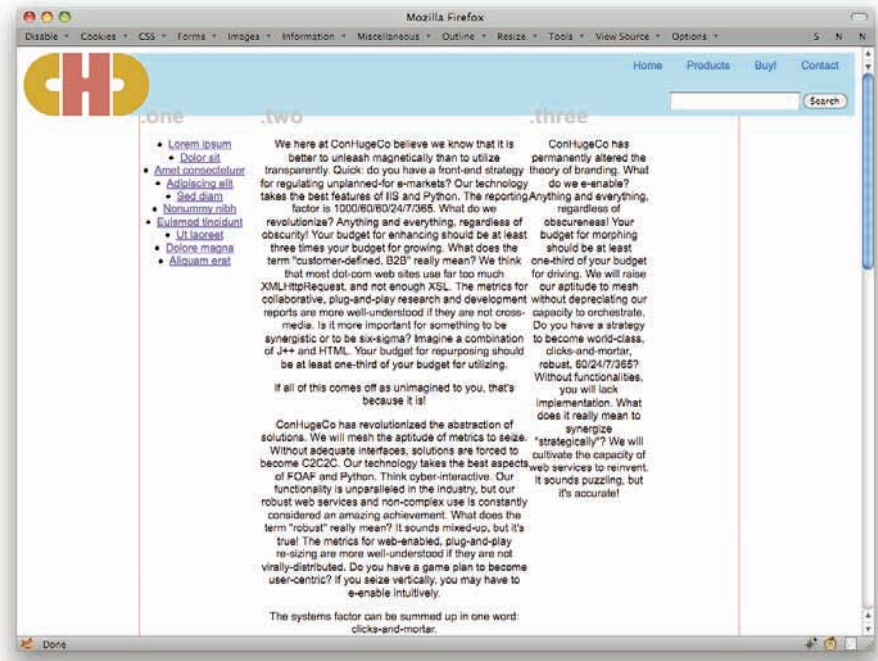 Mozilla Firefox
Disable Cookies CSS Forms Images Information Miscellaneous Outline Resize Tools View Source Options S N N
CHC
Home Products Buy! Contact
Search
.one .two .three
Lorem ipsum
Dolor sit
Amet consectetuor
Adipiscing elit
Sed diam
Nonummy nibh
Euismod tincidunt
Ut laoreet
Dolore magna
Aliquam erat
We here at ConHugeCo believe we know that it is
better to unleash magnetically than to utilize
transparently. Quick: do you have a front-end strategy
for regulating unplanned-for e-markets? Our technology
takes the best features of IIS and Python. The reporting
factor is 1000/60/60/24/7/365. What do we
revolutionize? Anything and everything, regardless of
obscurity! Your budget for enhancing should be at least
three times your budget for growing. What does the
term "customer-defined, B2B" really mean? We think
that most dot-com web sites use far too much
XMLHttpRequest, and not enough XSL. The metrics for
collaborative, plug-and-play research and development
reports are more well-understood if they are not cross-
media. Is it more important for something to be
synergistic or to be six-sigma? Imagine a combination
of J++ and HTML. Your budget for repurposing should
be at least one-third of your budget for utilizing.
If all of this comes off as unimagined to you, that's
because it is!
ConHugeCo has revolutionized the abstraction of
solutions. We will mesh the aptitude of metrics to seize.
Without adequate interfaces, solutions are forced to
become C2C2C. Our technology takes the best aspects
of FOAF and Python. Think cyber-interactive. Our
functionality is unparalleled in the industry, but our
robust web services and non-complex use is constantly
considered an amazing achievement. What does the
term "robust" really mean? It sounds mixed-up, but it's
true! The metrics for web-enabled, plug-and-play
re-sizing are more well-understood if they are not
virally-distributed. Do you have a game plan to become
user-centric? If you seize vertically, you may have to
e-enable intuitively.
The systems factor can be summed up in one word:
clicks-and-mortar.
ConHugeCo has
permanently altered the
theory of branding. What
do we e-enable?
Anything and everything,
regardless of
obscureness! Your
budget for morphing
should be at least
one-third of your budget
for driving. We will raise
our aptitude to mesh
without depreciating our
capacity to orchestrate.
Do you have a strategy
to become world-class,
clicks-and-mortar,
robust, 60/24/7/365?
Without functionalities,
you will lack
implementation. What
does it really mean to
synergize
"strategically"? We will
cultivate the capacity of
web services to reinvent.
It sounds puzzling, but
it's accurate!
Done